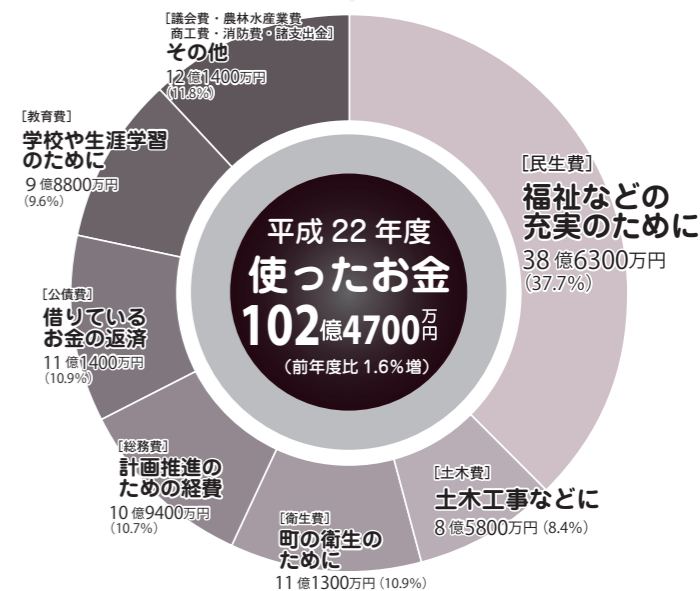 平成 22 年度
使ったお金
102億4700万円
（前年度比 1.6%増）
［民生費］
福祉などの
充実のために
38 億6300万円
（37.7%）
［土木費］
土木工事などに
8 億5800万円（8.4%）
［衛生費］
町の衛生の
ために
11 億1300万円（10.9%）
［総務費］
計画推進の
ための経費
10 億9400万円
（10.7%）
［公債費］
借りている
お金の返済
11 億1400万円
（10.9%）
［教育費］
学校や生涯学習
のために
9 億8800万円
（9.6%）
［議会費・農林水産業費
商工費・消防費・諸支出金］
その他
12 億1400万円
（11.8%）